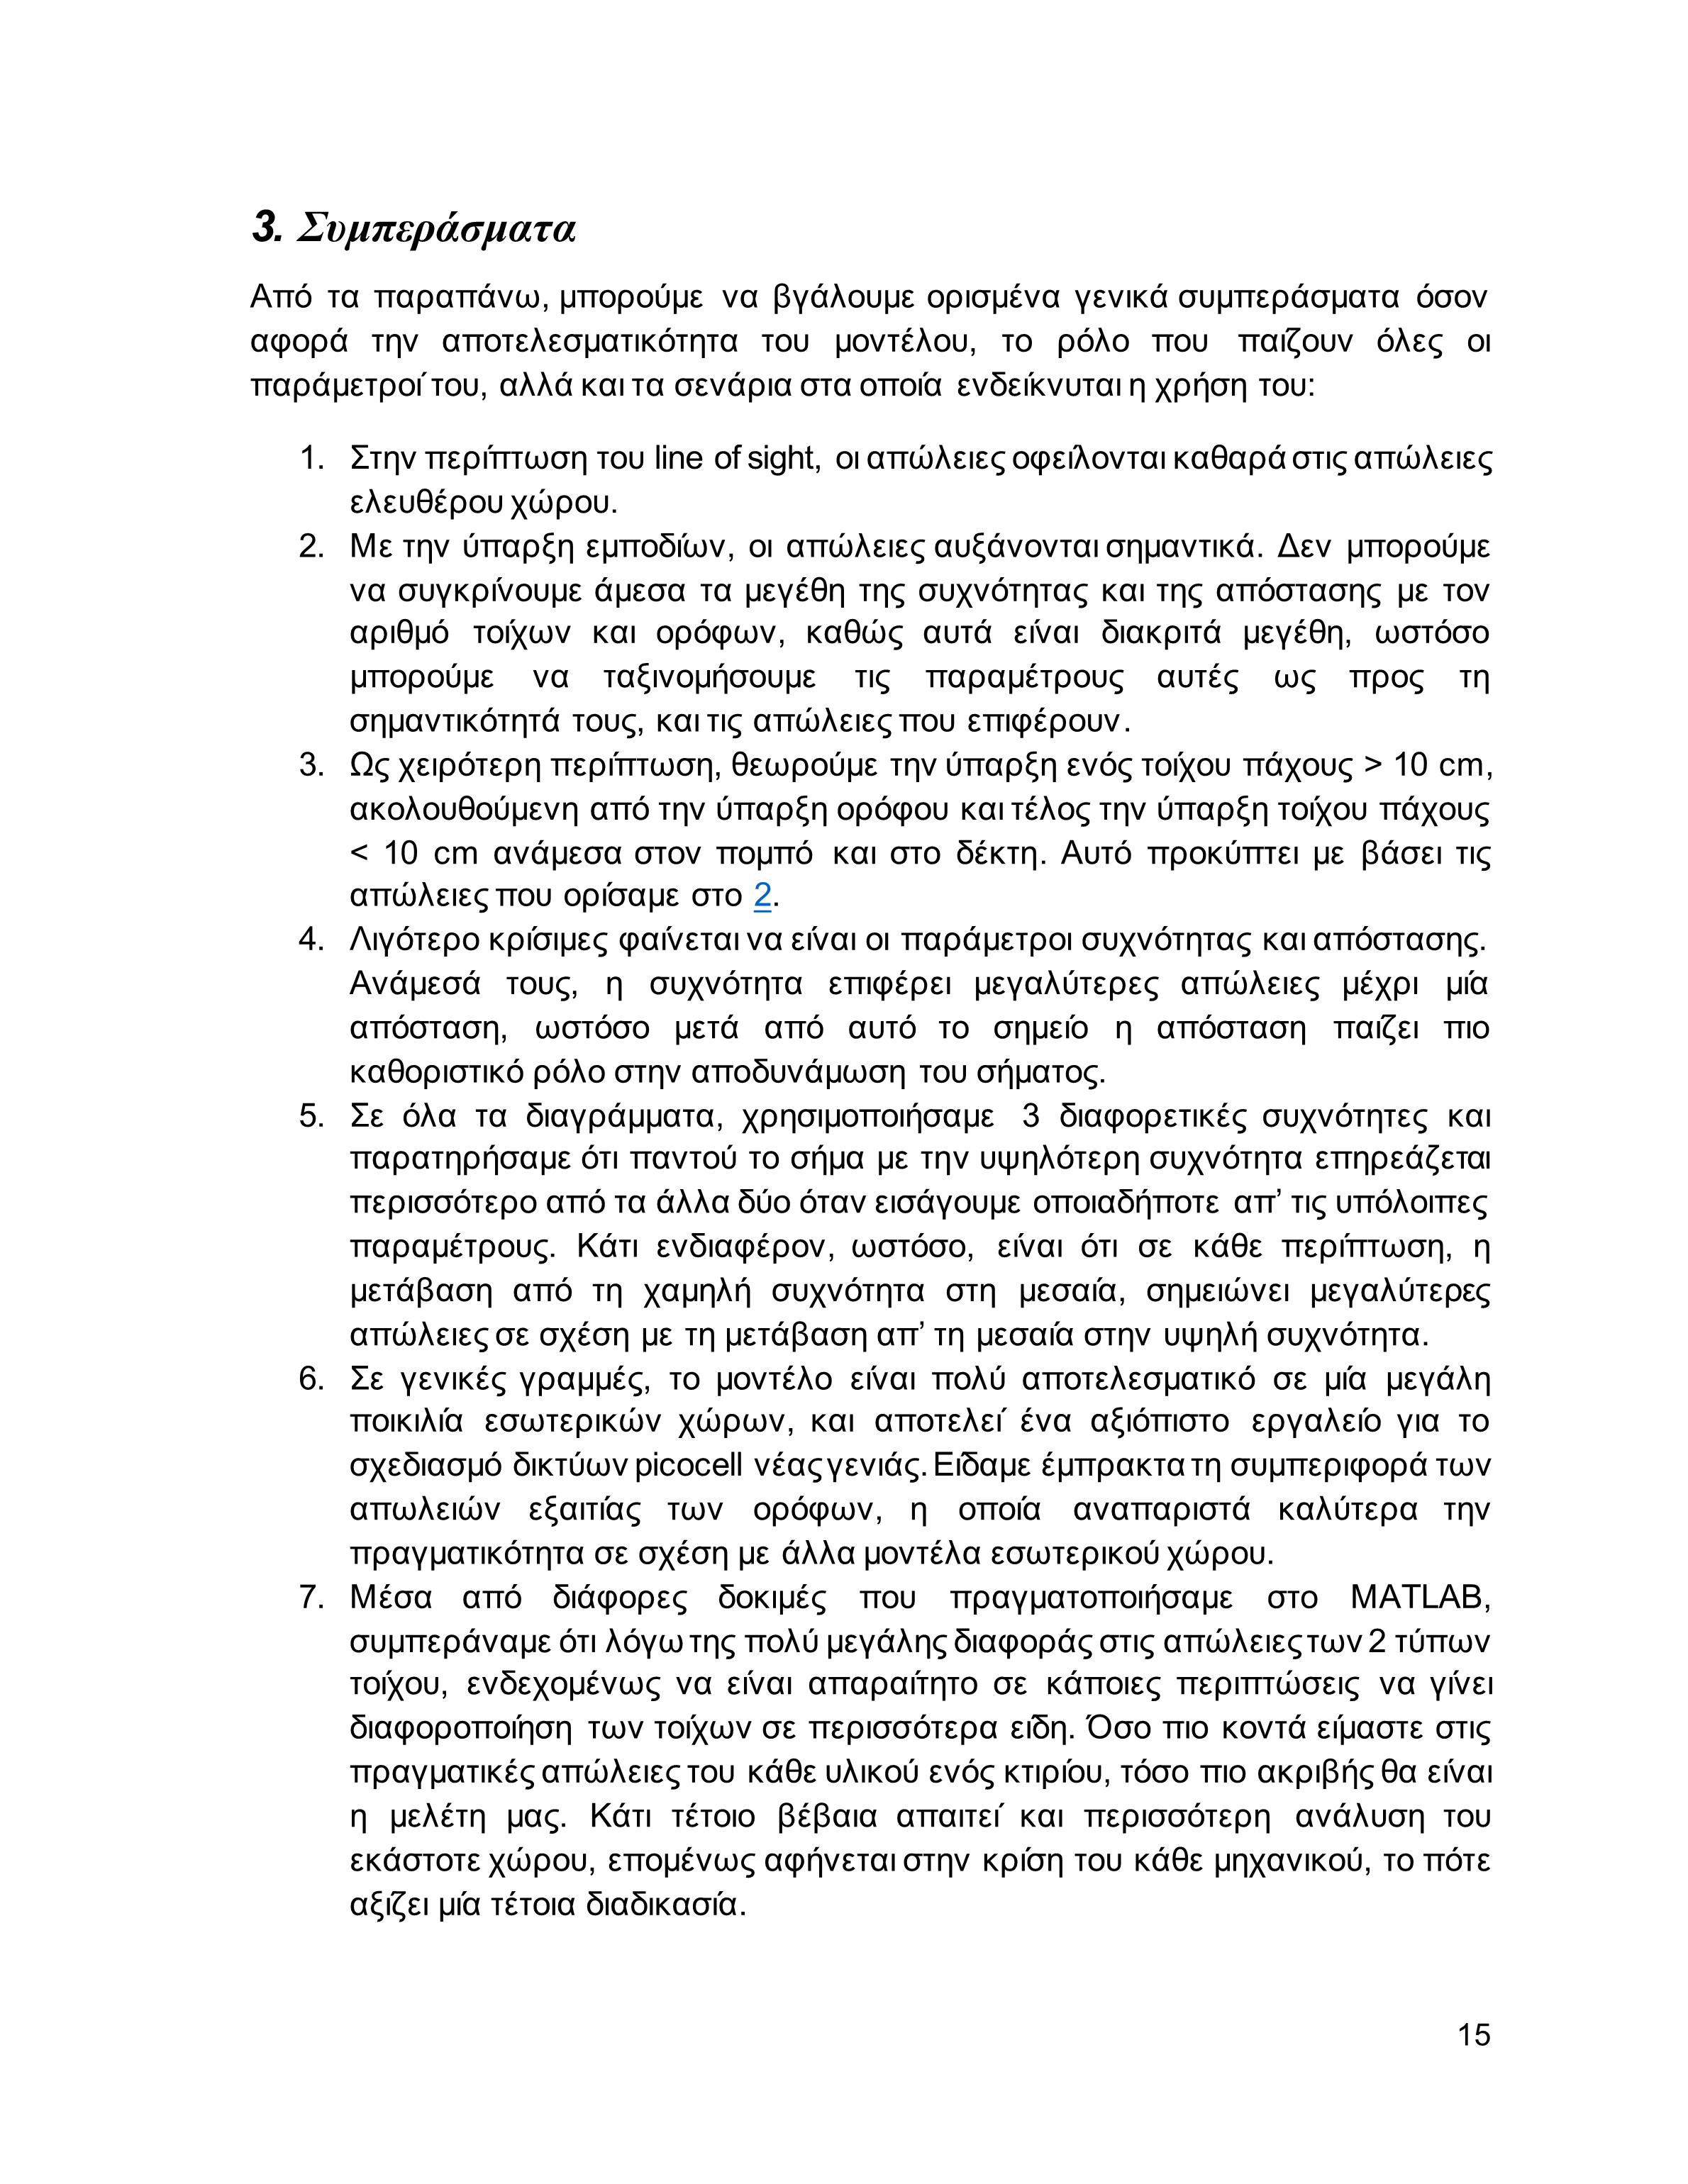 3. Συμπεράσματα
Από τα παραπάνω, μπορούμε να βγάλουμε ορισμένα γενικά συμπεράσματα όσον
αφορά την αποτελεσματικότητα του μοντέλου, το ρόλο που παίζουν όλες οι
παράμετροί του, αλλά και τα σενάρια στα οποία ενδείκνυται η χρήση του:
1. Στην περίπτωση του line of sight, οι απώλειες οφείλονται καθαρά στις απώλειες
ελευθέρου χώρου.
2. Με την ύπαρξη εμποδίων, οι απώλειες αυξάνονται σημαντικά. Δεν μπορούμε
να συγκρίνουμε άμεσα τα μεγέθη της συχνότητας και της απόστασης με τον
αριθμό τοίχων και ορόφων, καθώς αυτά είναι διακριτά μεγέθη, ωστόσο
μπορούμε να ταξινομήσουμε τις παραμέτρους αυτές ως προς τη
σημαντικότητά τους, και τις απώλειες που επιφέρουν.
3. Ως χειρότερη περίπτωση, θεωρούμε την ύπαρξη ενός τοίχου πάχους > 10 cm,
ακολουθούμενη από την ύπαρξη ορόφου και τέλος την ύπαρξη τοίχου πάχους
< 10 cm ανάμεσα στον πομπό και στο δέκτη. Αυτό προκύπτει με βάσει τις
απώλειες που ορίσαμε στο 2.
4. Λιγότερο κρίσιμες φαίνεται να είναι οι παράμετροι συχνότητας και απόστασης.
Ανάμεσά τους, η συχνότητα επιφέρει μεγαλύτερες απώλειες μέχρι μία
απόσταση, ωστόσο μετά από αυτό το σημείο η απόσταση παίζει πιο
καθοριστικό ρόλο στην αποδυνάμωση του σήματος.
5. Σε όλα τα διαγράμματα, χρησιμοποιήσαμε 3 διαφορετικές συχνότητες και
παρατηρήσαμε ότι παντού το σήμα με την υψηλότερη συχνότητα επηρεάζεται
περισσότερο από τα άλλα δύο όταν εισάγουμε οποιαδήποτε απ’ τις υπόλοιπες
παραμέτρους. Κάτι ενδιαφέρον, ωστόσο, είναι ότι σε κάθε περίπτωση, η
μετάβαση από τη χαμηλή συχνότητα στη μεσαία, σημειώνει μεγαλύτερες
απώλειες σε σχέση με τη μετάβαση απ’ τη μεσαία στην υψηλή συχνότητα.
6. Σε γενικές γραμμές, το μοντέλο είναι πολύ αποτελεσματικό σε μία μεγάλη
ποικιλία εσωτερικών χώρων, και αποτελεί ένα αξιόπιστο εργαλείο για το
σχεδιασμό δικτύων picocell νέας γενιάς. Είδαμε έμπρακτα τη συμπεριφορά των
απωλειών εξαιτίας των ορόφων, η οποία αναπαριστά καλύτερα την
πραγματικότητα σε σχέση με άλλα μοντέλα εσωτερικού χώρου.
7. Μέσα από διάφορες δοκιμές που πραγματοποιήσαμε στο MATLAB,
συμπεράναμε ότι λόγω της πολύ μεγάλης διαφοράς στις απώλειες των 2 τύπων
τοίχου, ενδεχομένως να είναι απαραίτητο σε κάποιες περιπτώσεις να γίνει
διαφοροποίηση των τοίχων σε περισσότερα είδη. Όσο πιο κοντά είμαστε στις
πραγματικές απώλειες του κάθε υλικού ενός κτιρίου, τόσο πιο ακριβής θα είναι
η μελέτη μας. Κάτι τέτοιο βέβαια απαιτεί και περισσότερη ανάλυση του
εκάστοτε χώρου, επομένως αφήνεται στην κρίση του κάθε μηχανικού, το πότε
αξίζει μία τέτοια διαδικασία.
15